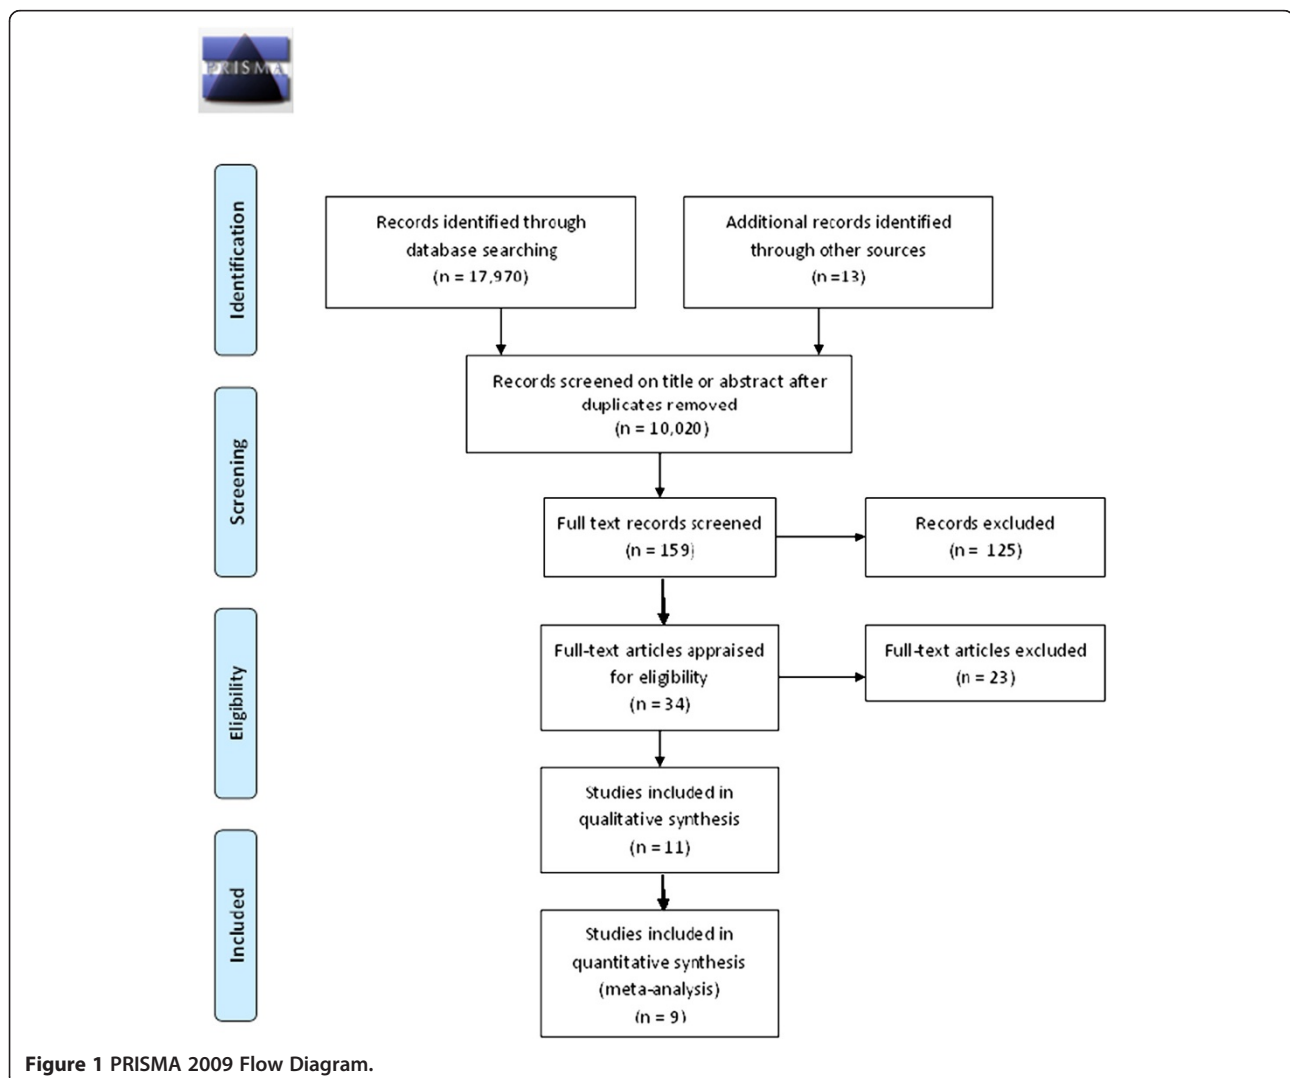 PRISMA
Identification
Records identified through
database searching
(n = 17,970)
Additional records identified
through other sources
(n =13)
Records screened on title or abstract after
duplicates removed
(n = 10,020)
Screening
Full text records screened
(n = 159)
Records excluded
(n = 125)
Eligibility
Full-text articles appraised
for eligibility
(n = 34)
Full-text articles excluded
(n = 23)
Studies included in
qualitative synthesis
(n = 11)
Included
Studies included in
quantitative synthesis
(meta-analysis)
(n = 9)
Figure 1 PRISMA 2009 Flow Diagram.